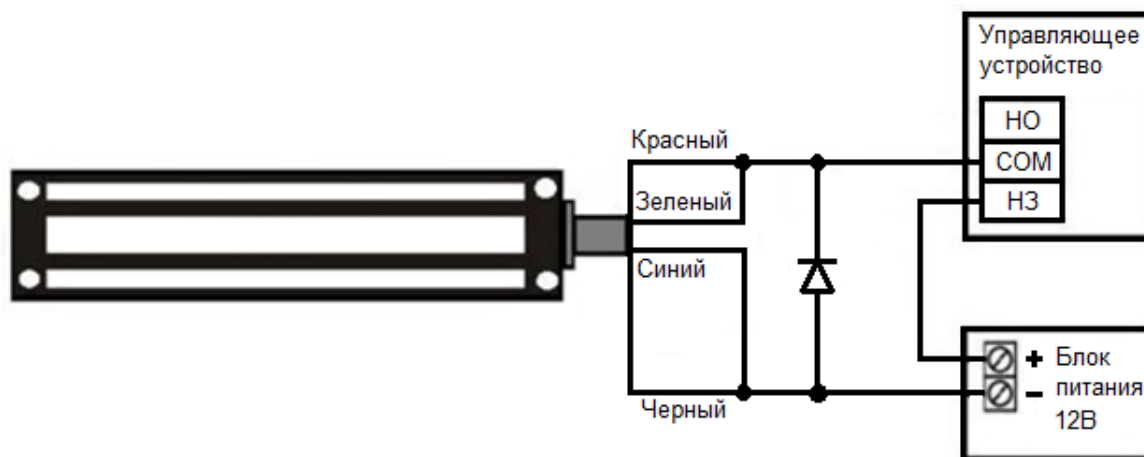 Управляющее
устройство
НО
COM
НЗ
Красный
Зеленый
Синий
Черный
+ Блок
– питания
12В